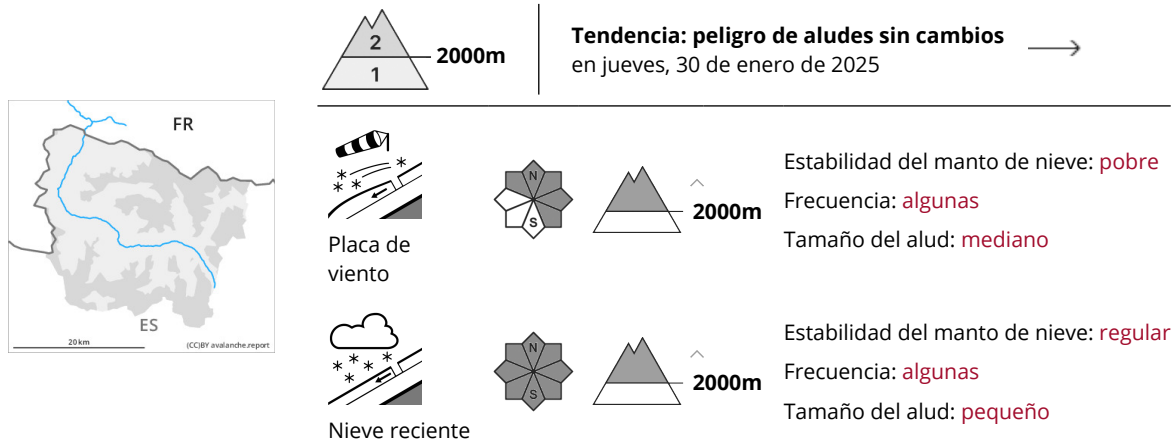 2
1
2000m
Tendencia: peligro de aludes sin cambios
en jueves, 30 de enero de 2025
FR
ES
20 km
(CC)BY avalanche.report
N
S
2000m
Placa de
viento
Estabilidad del manto de nieve: pobre
Frecuencia: algunas
Tamaño del alud: mediano
N
S
2000m
Nieve reciente
Estabilidad del manto de nieve: regular
Frecuencia: algunas
Tamaño del alud: pequeño